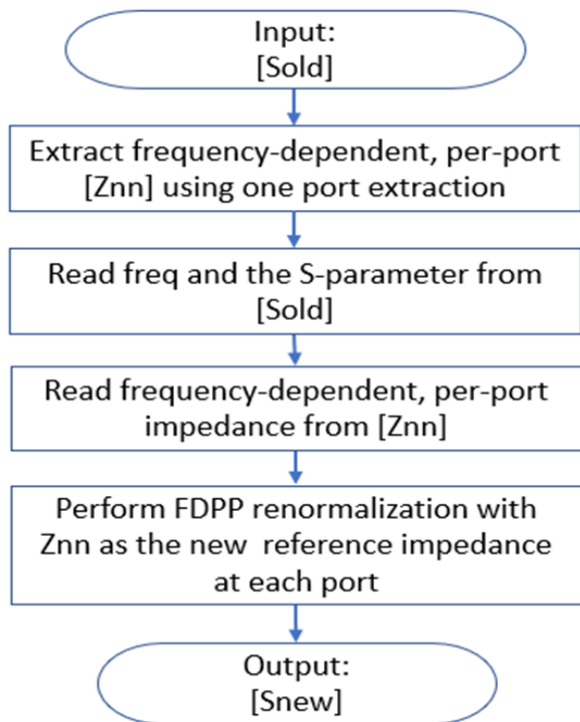 Input:
[Sold]
Extract frequency-dependent, per-port
[Znn] using one port extraction
Read freq and the S-parameter from
[Sold]
Read frequency-dependent, per-port
impedance from [Znn]
Perform FDPP renormalization with
Znn as the new reference impedance
at each port
Output:
[Snew]